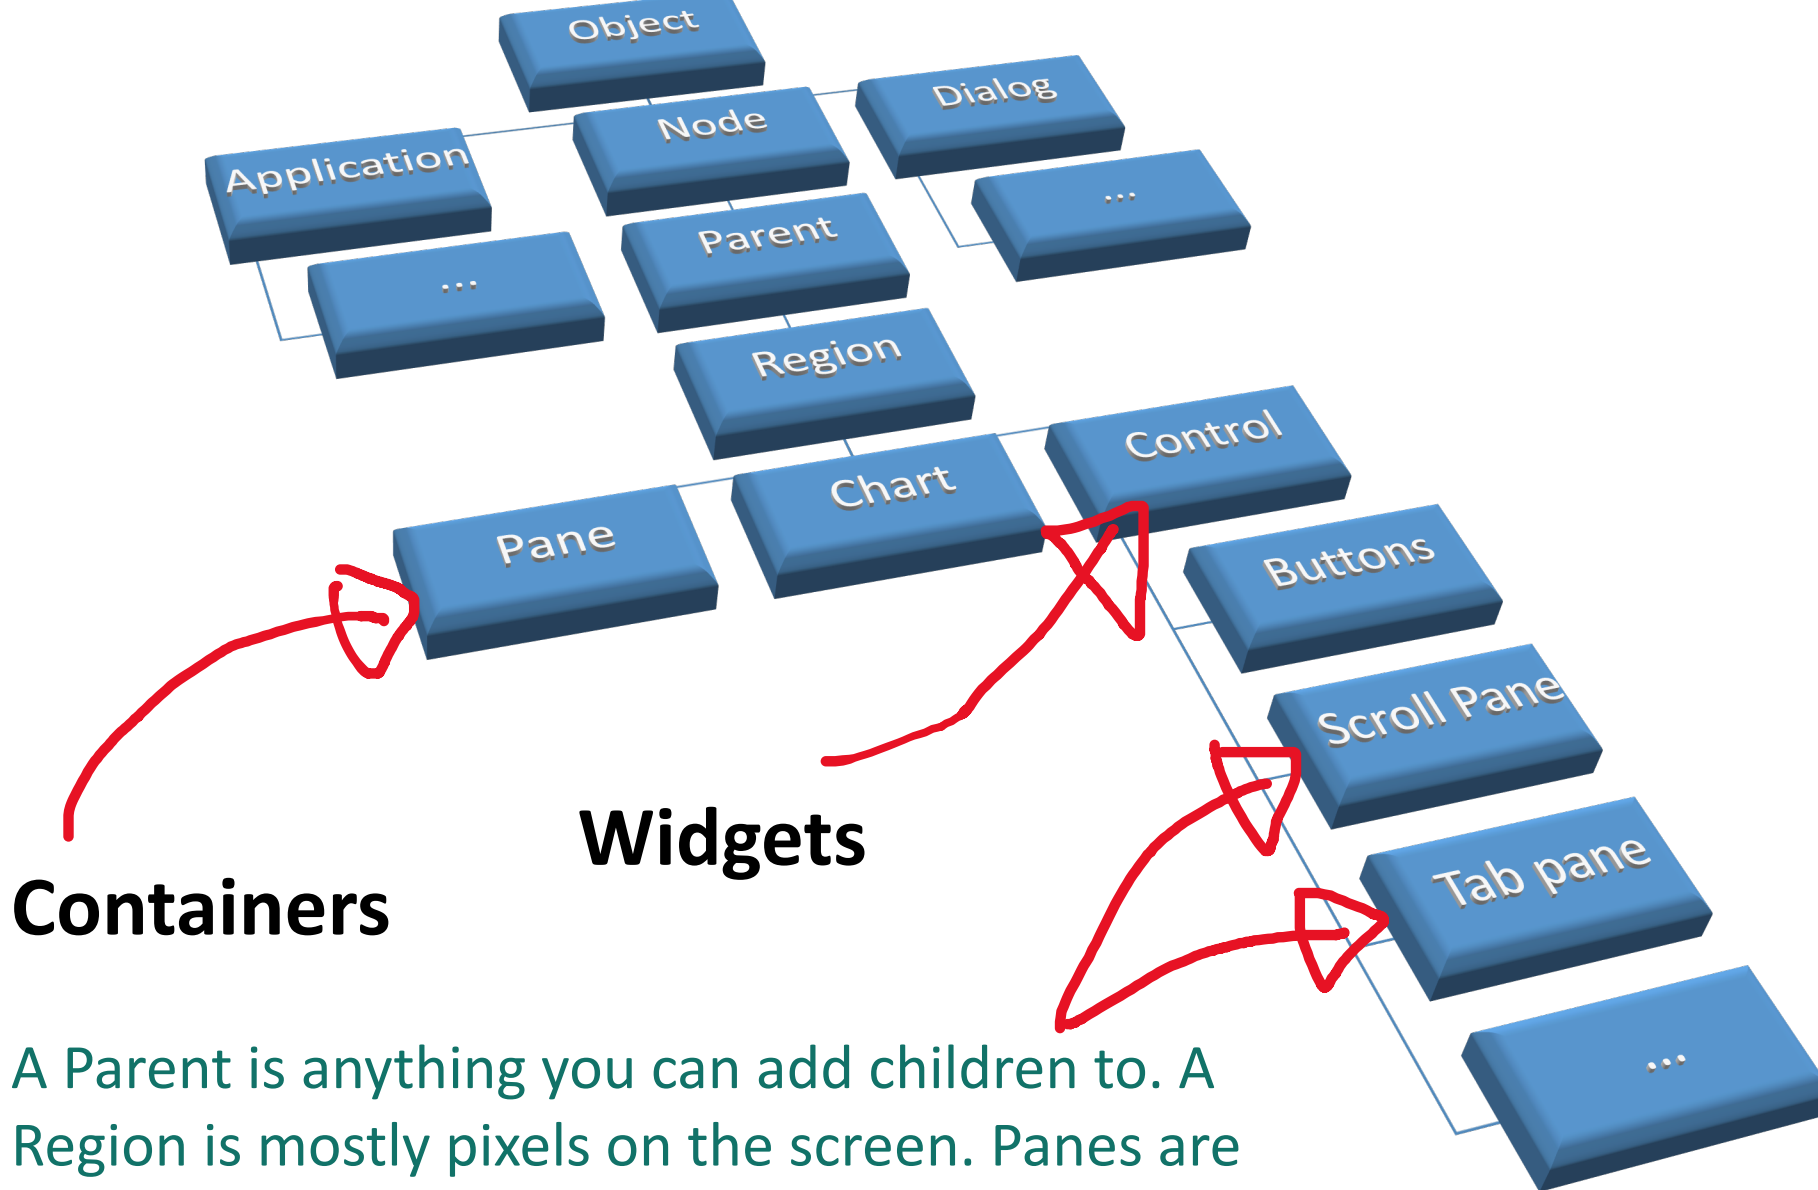 Object
Dialog
Node
Application
...
Parent
...
Region
Control
Chart
Pane
Buttons
Scroll Pane
Tab pane
...
Widgets
Containers
A Parent is anything you can add children to. A
Region is mostly pixels on the screen. Panes are